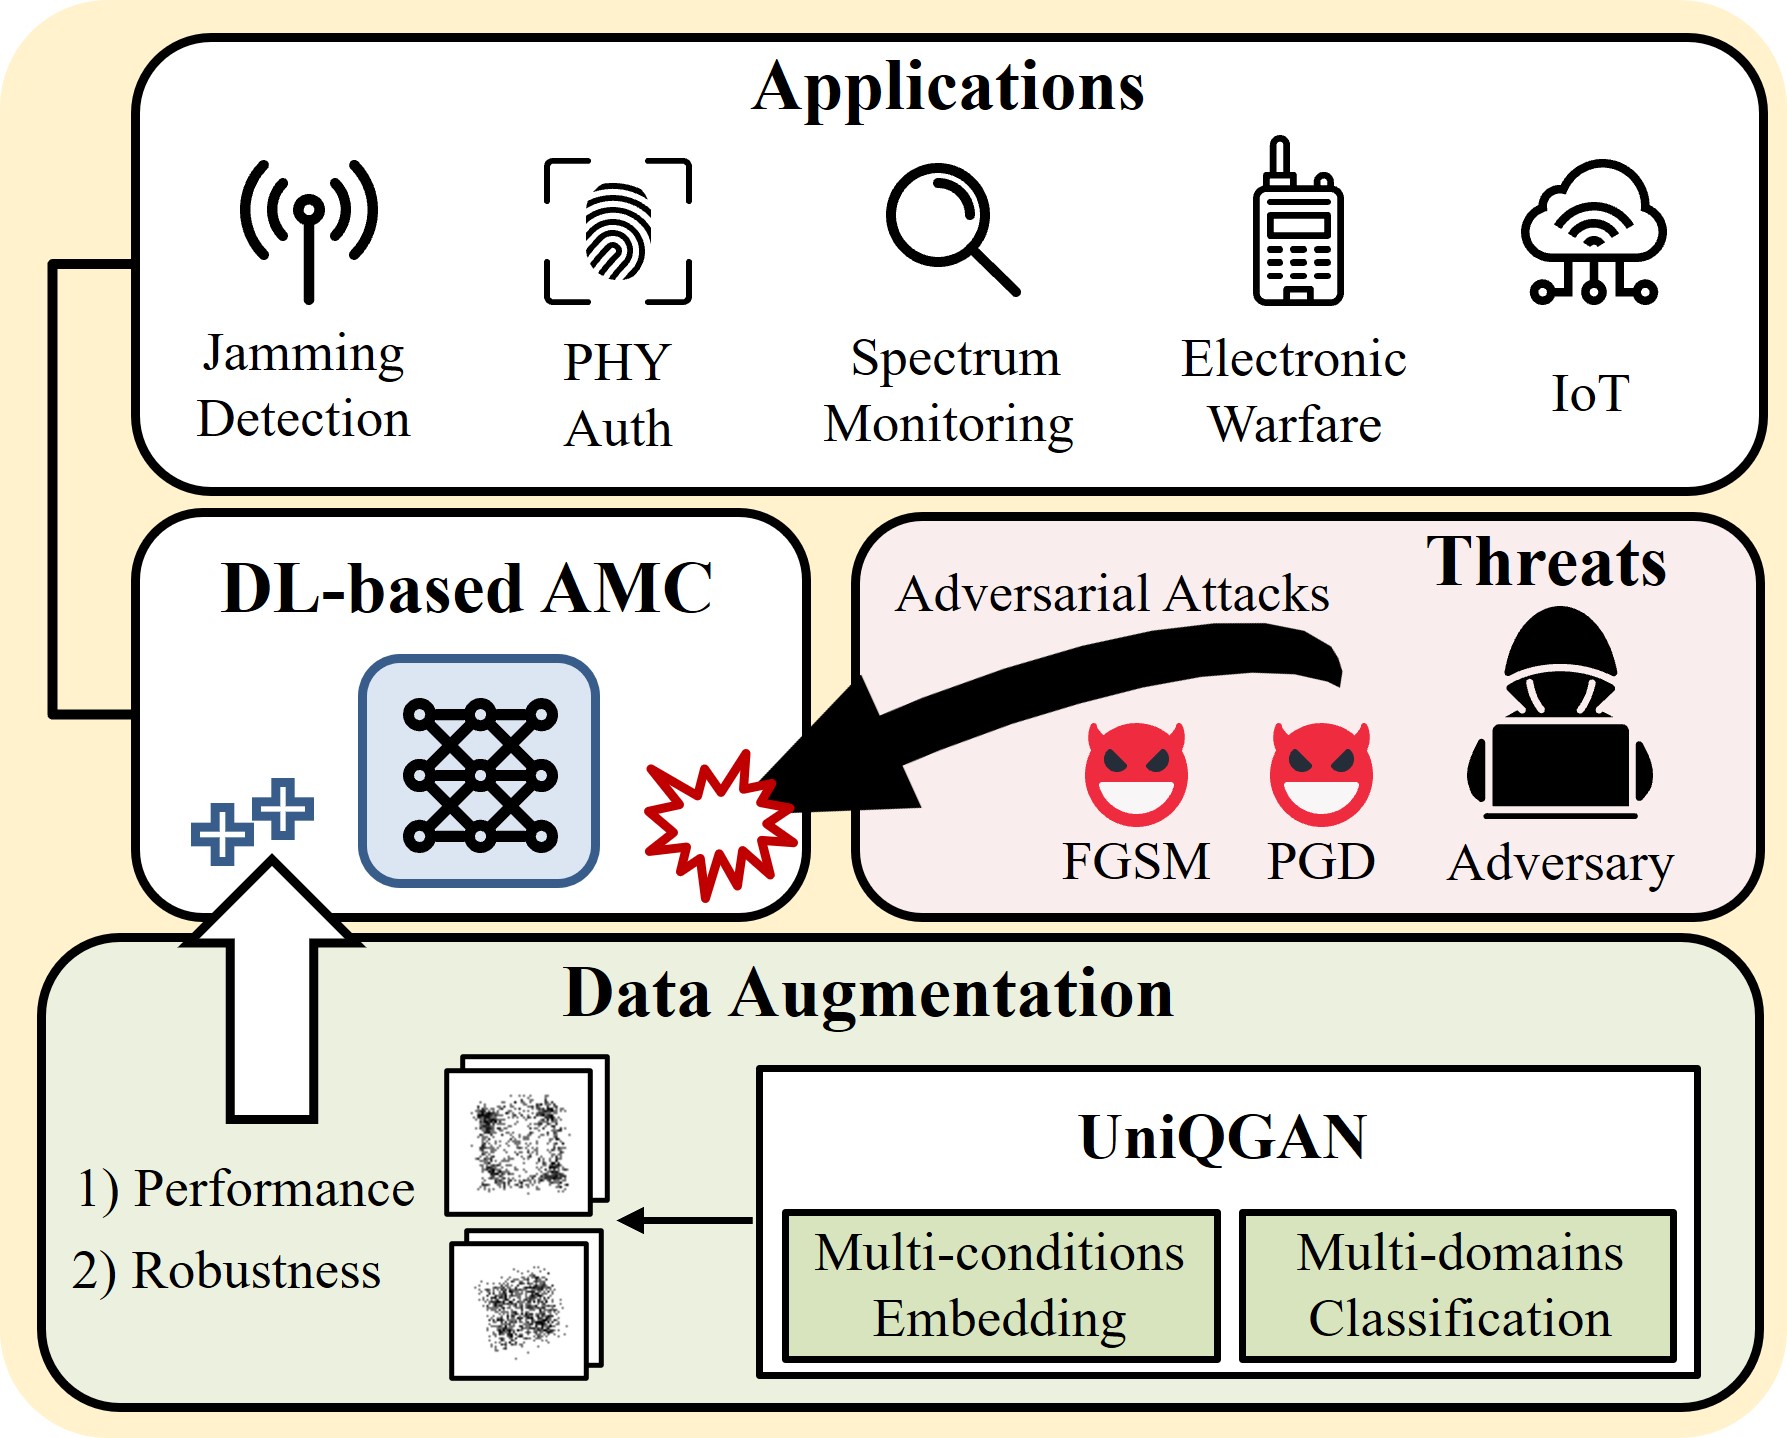 Applications
Jamming
Detection
PHY
Auth
Spectrum
Monitoring
Electronic
Warfare
IoT
DL-based AMC
Threats
Adversarial Attacks
FGSM
PGD
Adversary
Data Augmentation
1) Performance
2) Robustness
UniQGAN
Multi-conditions
Embedding
Multi-domains
Classification